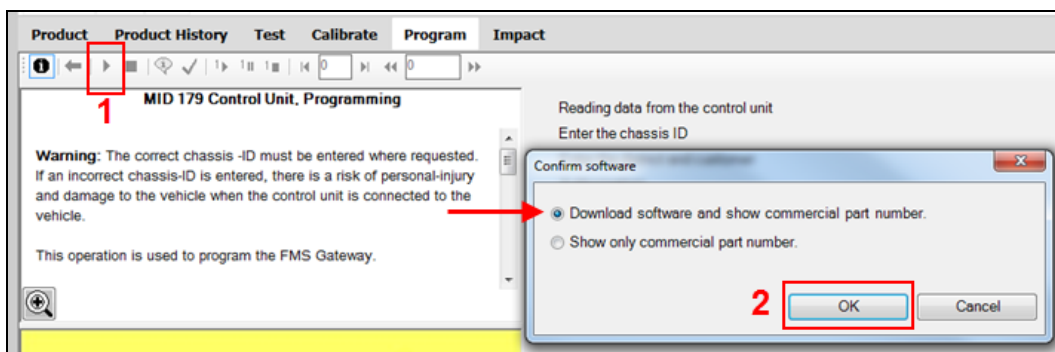 Product Product History Test Calibrate Program Impact
0 0
1
MID 179 Control Unit, Programming
Warning: The correct chassis -ID must be entered where requested.
If an incorrect chassis-ID is entered, there is a risk of personal-injury
and damage to the vehicle when the control unit is connected to the
vehicle.
This operation is used to program the FMS Gateway.
Reading data from the control unit
Enter the chassis ID
Confirm software
Download software and show commercial part number.
Show only commercial part number.
2 OK Cancel